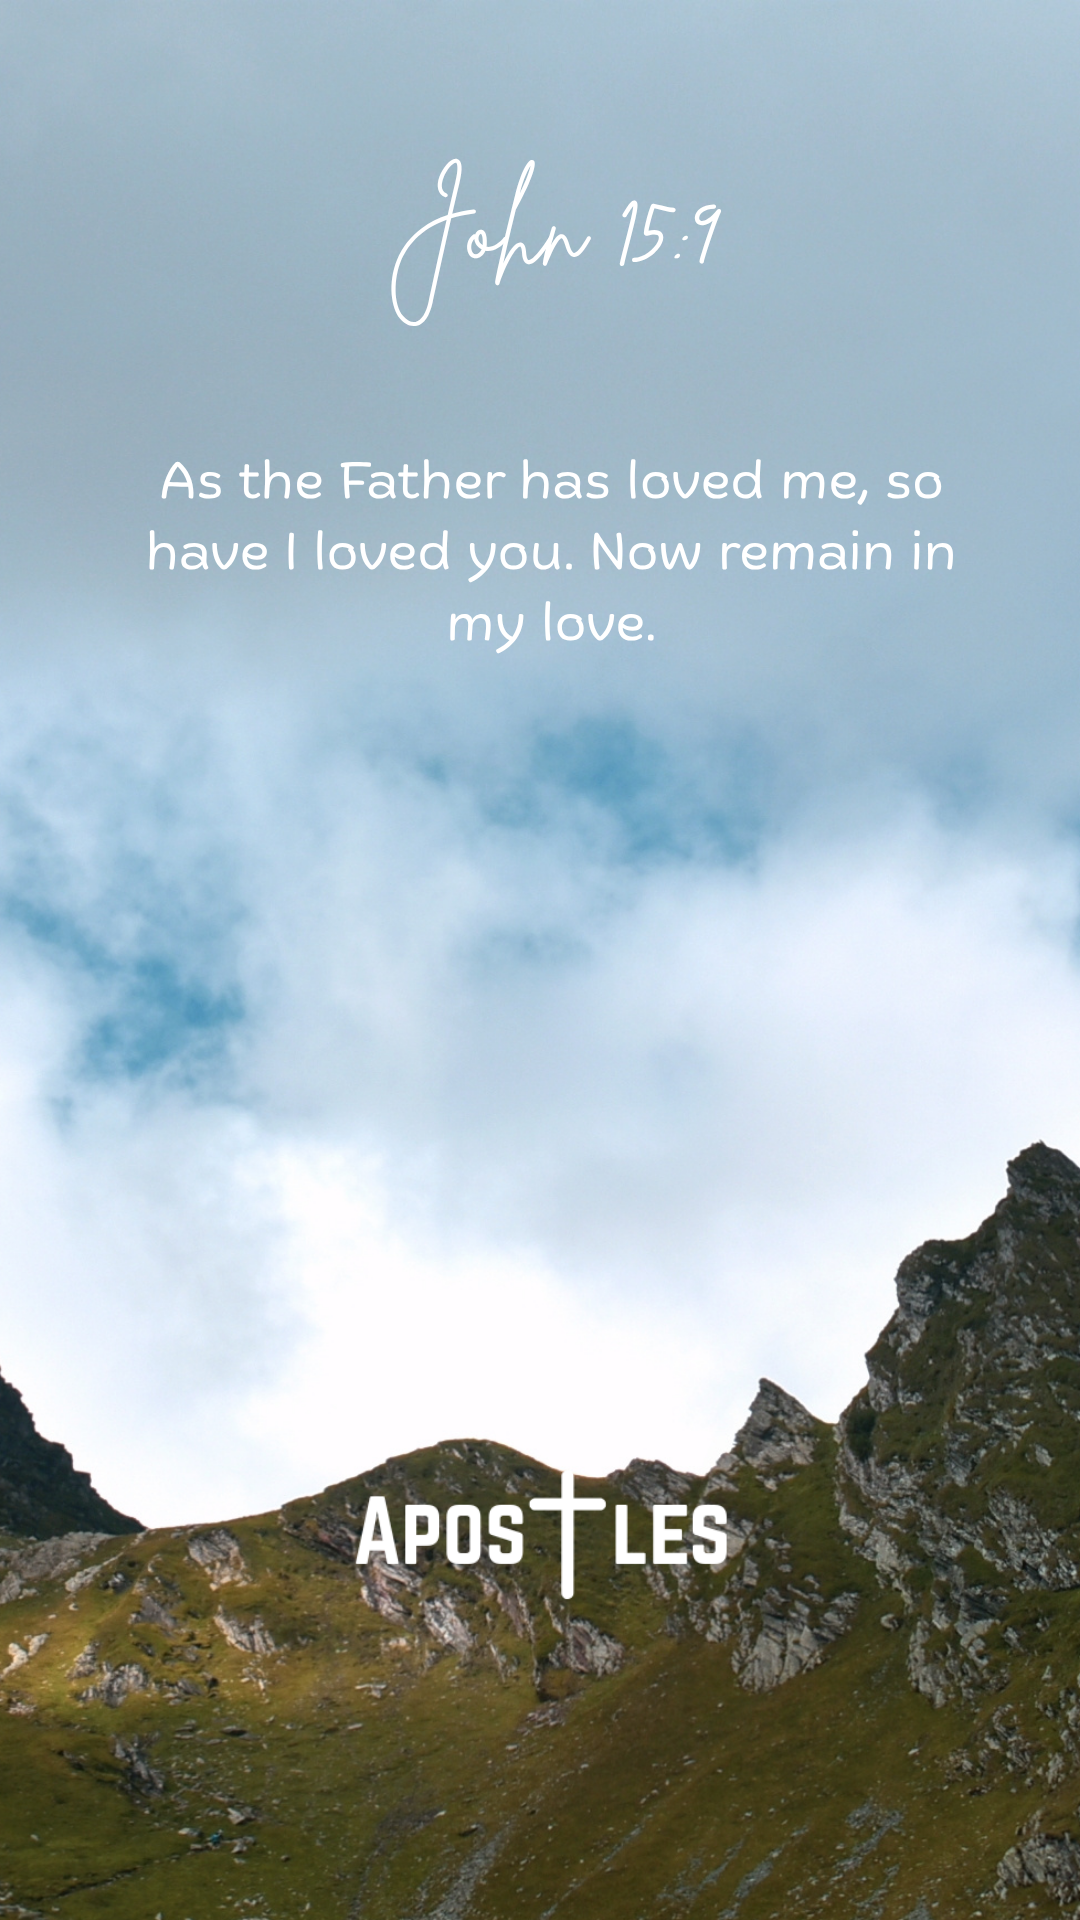 John 15:9
As the Father has loved me, so
have I loved you. Now remain in
my love.
APOSTLES